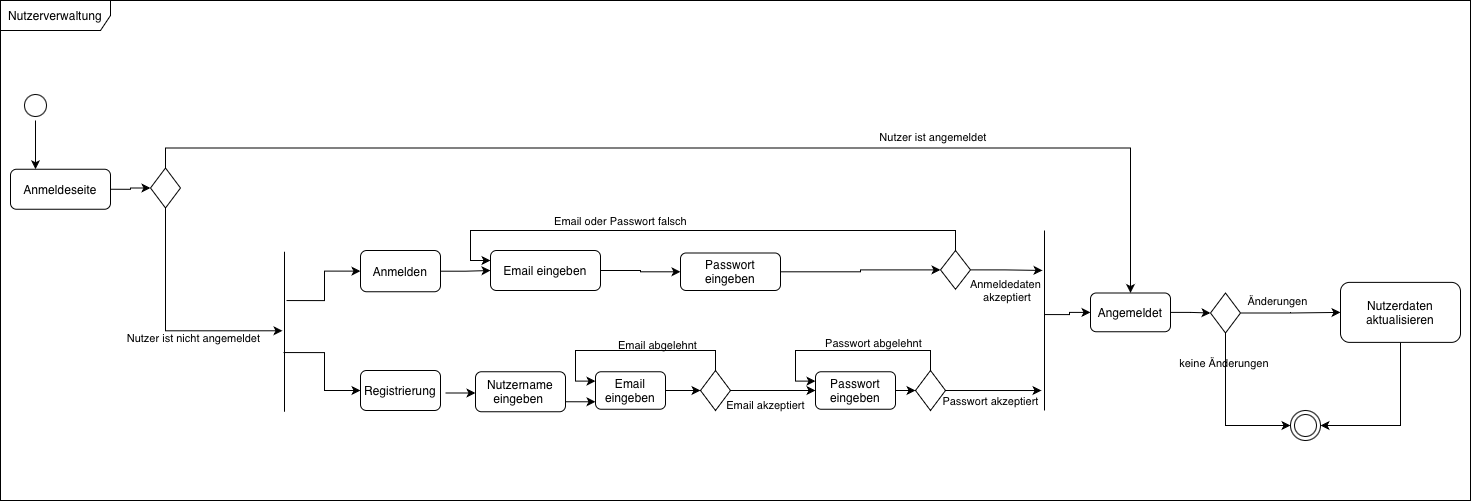 Nutzerverwaltung
Nutzer ist angemeldet
Anmeldeseite
Email oder Passwort falsch
Anmelden
Email eingeben
Passwort
eingeben
Anmeldedaten
akzeptiert
Nutzer ist nicht angemeldet
Angemeldet
Änderungen
Nutzerdaten
aktualisieren
keine Änderungen
Email abgelehnt
Passwort abgelehnt
Registrierung
Nutzername
eingeben
Email
eingeben
Email akzeptiert
Passwort
eingeben
Passwort akzeptiert